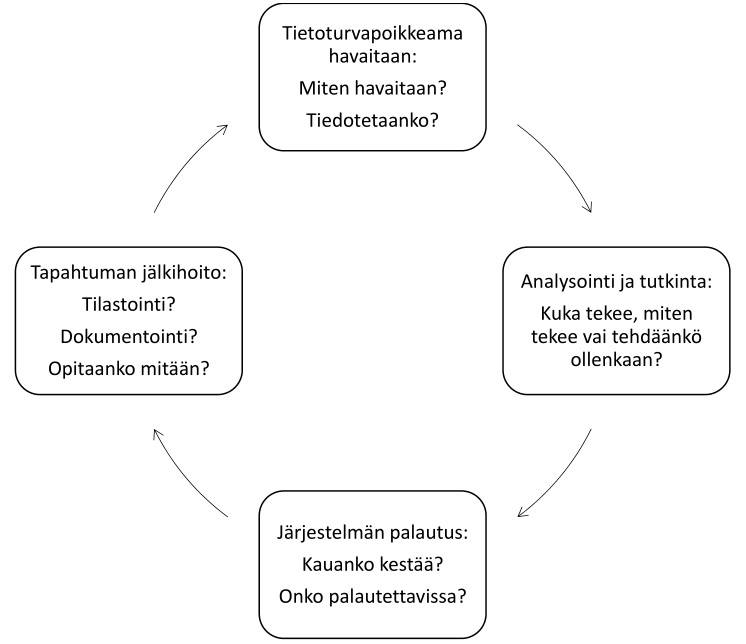 Tietoturvapoikkeama
havaitaan:
Miten havaitaan?
Tiedotetaanko?
Analysointi ja tutkinta:
Kuka tekee, miten
tekee vai tehdäänkö
ollenkaan?
Järjestelmän palautus:
Kauanko kestää?
Onko palautettavissa?
Tapahtuman jälkihoito:
Tilastointi?
Dokumentointi?
Opitaanko mitään?